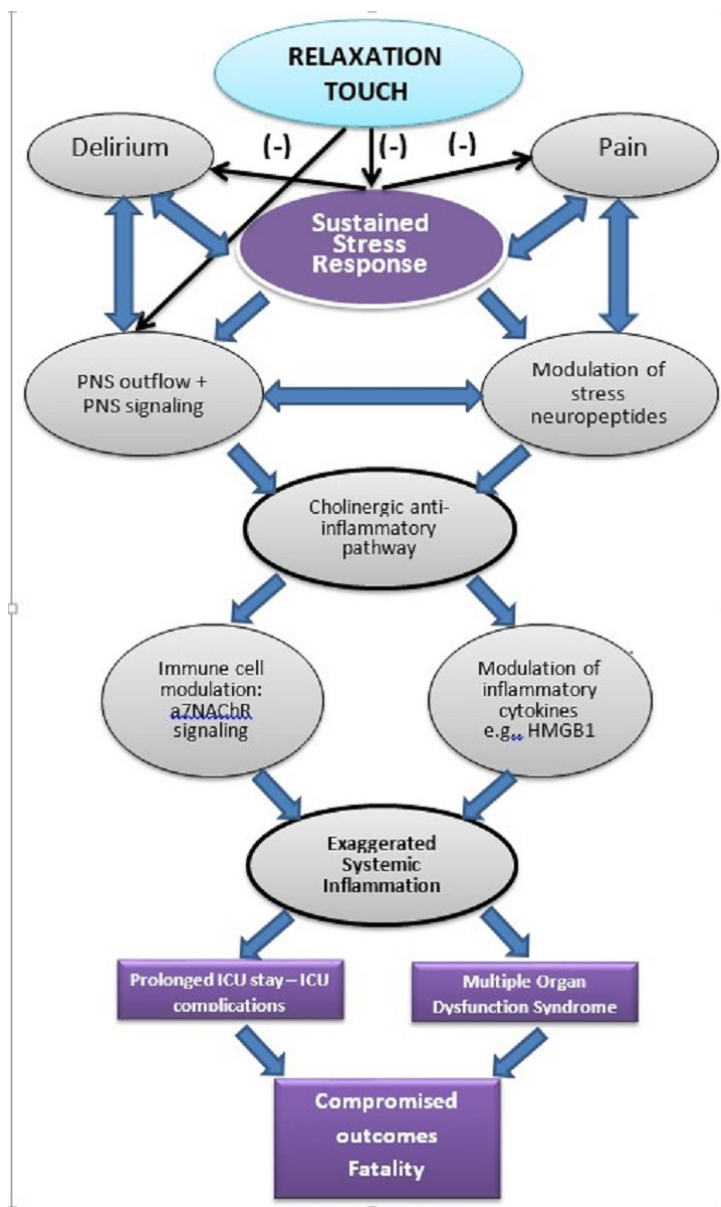 RELAXATION
TOUCH
Delirium
(-)
(-)
(-)
Pain
Sustained
Stress
Response
PNS outflow +
PNS signaling
Modulation of
stress
neuropeptides
Cholinergic anti-
inflammatory
pathway
Immune cell
modulation:
a7NAChR
signaling
Modulation of
inflammatory
cytokines
e.g., HMGB1
Exaggerated
Systemic
Inflammation
Prolonged ICU stay – ICU
complications
Multiple Organ
Dysfunction Syndrome
Compromised
outcomes
Fatality